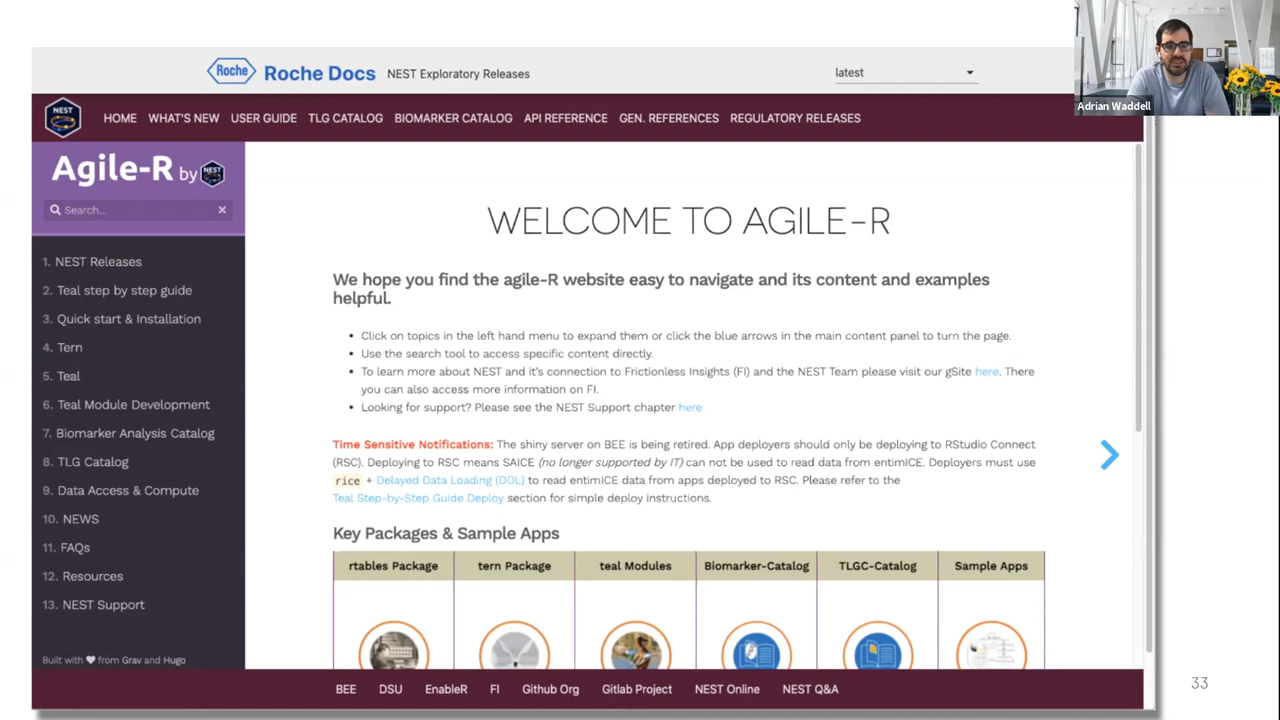 Roche
Roche Docs
NEST Exploratory Releases
latest
Adrian Waddell
NEST
HOME
WHAT'S NEW
USER GUIDE
TLG CATALOG
BIOMARKER CATALOG
API REFERENCE
GEN. REFERENCES
REGULATORY RELEASES
Agile-R by NEST
Search...
1. NEST Releases
2. Teal step by step guide
3. Quick start & Installation
4. Tern
5. Teal
6. Teal Module Development
7. Biomarker Analysis Catalog
8. TLG Catalog
9. Data Access & Compute
10. NEWS
11. FAQs
12. Resources
13. NEST Support
Built with ❤ from Grav and Hugo
WELCOME TO AGILE-R
We hope you find the agile-R website easy to navigate and its content and examples
helpful.
• Click on topics in the left hand menu to expand them or click the blue arrows in the main content panel to turn the page.
• Use the search tool to access specific content directly.
• To learn more about NEST and it's connection to Frictionless Insights (FI) and the NEST Team please visit our gSite here. There
you can also access more information on FI.
• Looking for support? Please see the NEST Support chapter here
Time Sensitive Notifications: The shiny server on BEE is being retired. App deployers should only be deploying to RStudio Connect
(RSC). Deploying to RSC means SAICE (no longer supported by IT) can not be used to read data from entimICE. Deployers must use
rice + Delayed Data Loading (DDL) to read entimICE data from apps deployed to RSC. Please refer to the
Teal Step-by-Step Guide Deploy section for simple deploy instructions.
Key Packages & Sample Apps
rtables Package
tern Package
teal Modules
Biomarker-Catalog
TLGC-Catalog
Sample Apps
BEE
DSU
EnableR
FI
Github Org
Gitlab Project
NEST Online
NEST Q&A
33